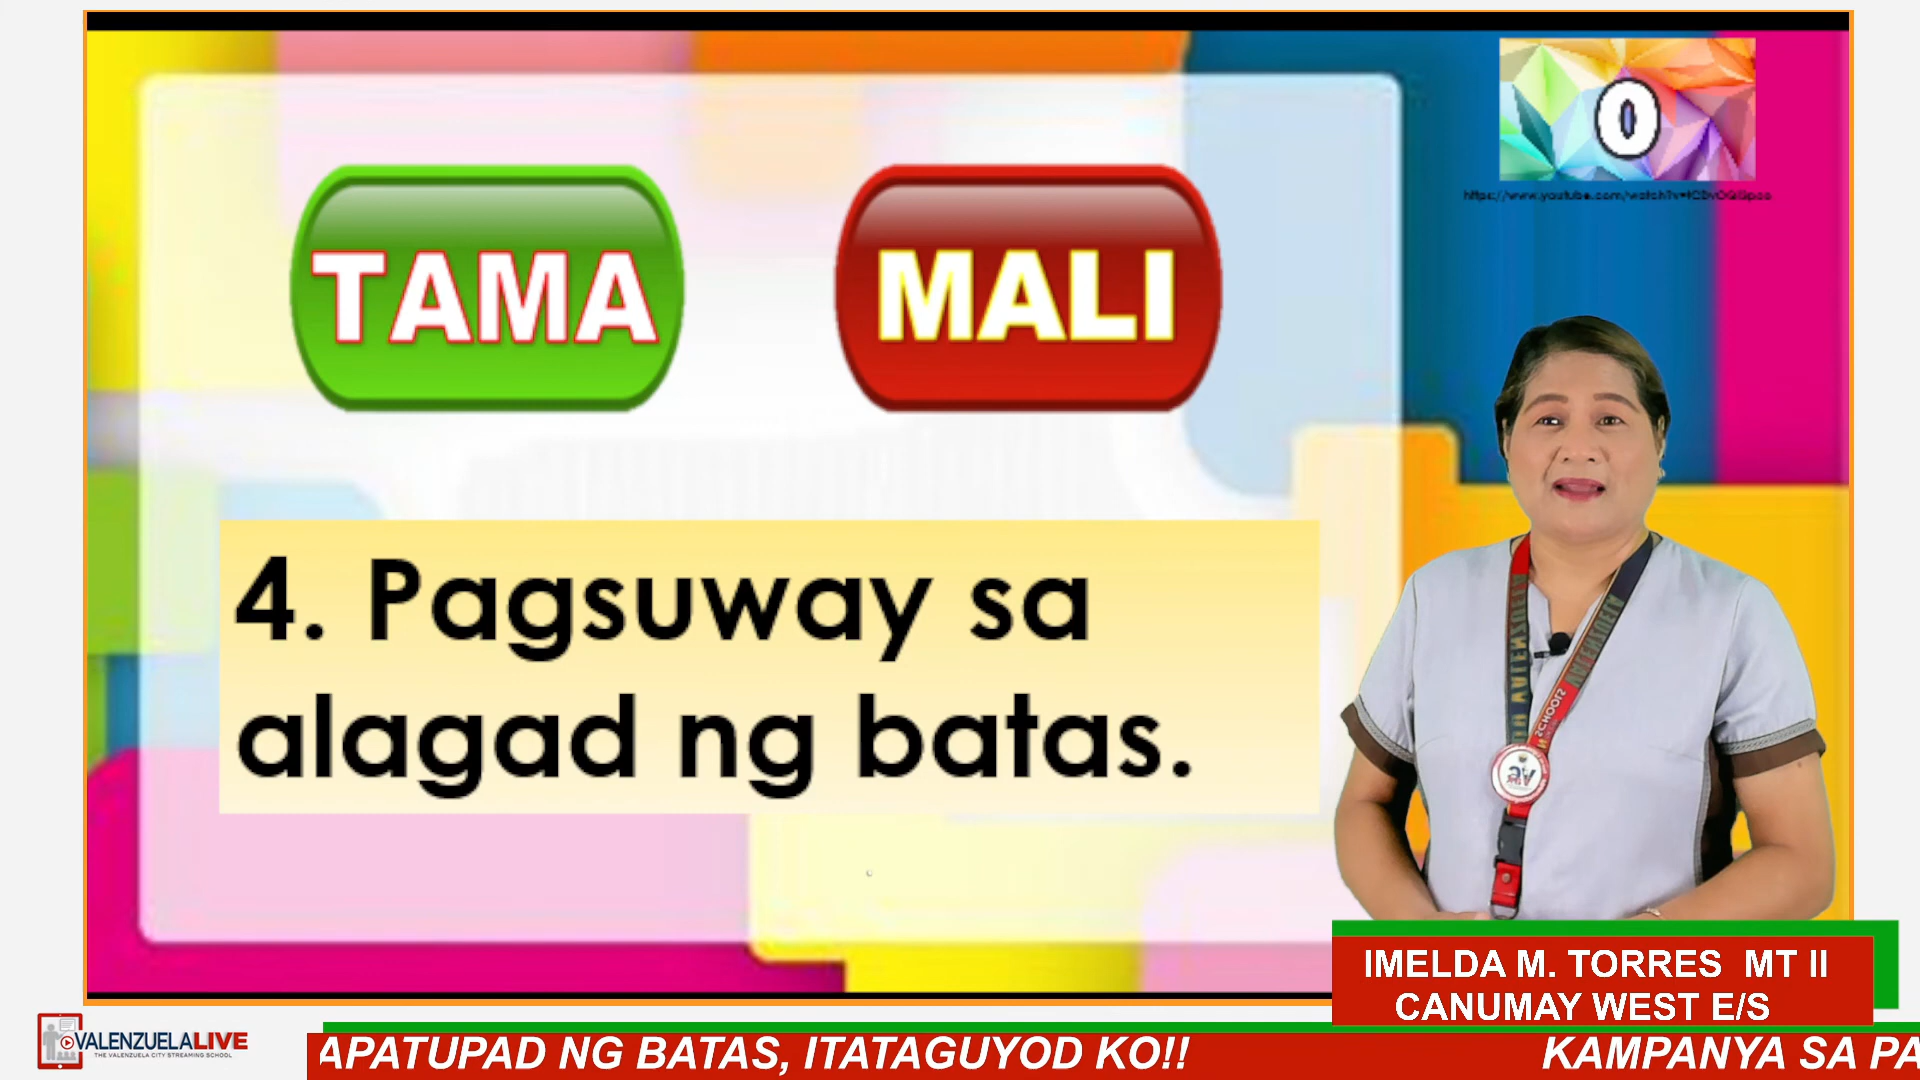 0
TAMA
MALI
4. Pagsuway sa
alagad ng batas.
IMELDA M. TORRES MT II
CANUMAY WEST E/S
VALENZUELALIVE
THE VALENZUELA CITY STREAMING SCHOOL
APATUPAD NG BATAS, ITATAGUYOD KO!! KAMPANYA SA PA